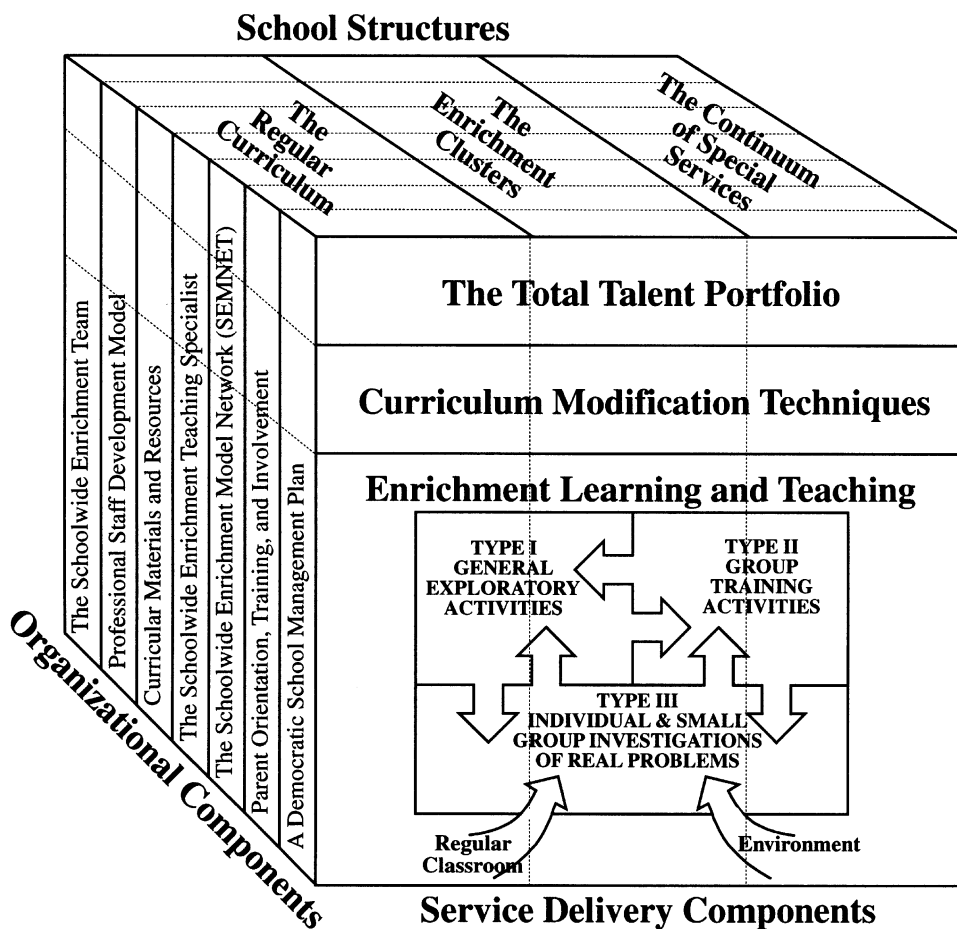 School Structures
The
Regular
Curriculum
The
Enrichment
Clusters
The Continuum
of Special
Services
The Schoolwide Enrichment Team
Professional Staff Development Model
Curricular Materials and Resources
The Schoolwide Enrichment Teaching Specialist
The Schoolwide Enrichment Model Network (SEMNET)
Parent Orientation, Training, and Involvement
A Democratic School Management Plan
Organizational Components
The Total Talent Portfolio
Curriculum Modification Techniques
Enrichment Learning and Teaching
TYPE I
GENERAL
EXPLORATORY
ACTIVITIES
TYPE II
GROUP
TRAINING
ACTIVITIES
TYPE III
INDIVIDUAL & SMALL
GROUP INVESTIGATIONS
OF REAL PROBLEMS
Regular
Classroom
Environment
Service Delivery Components